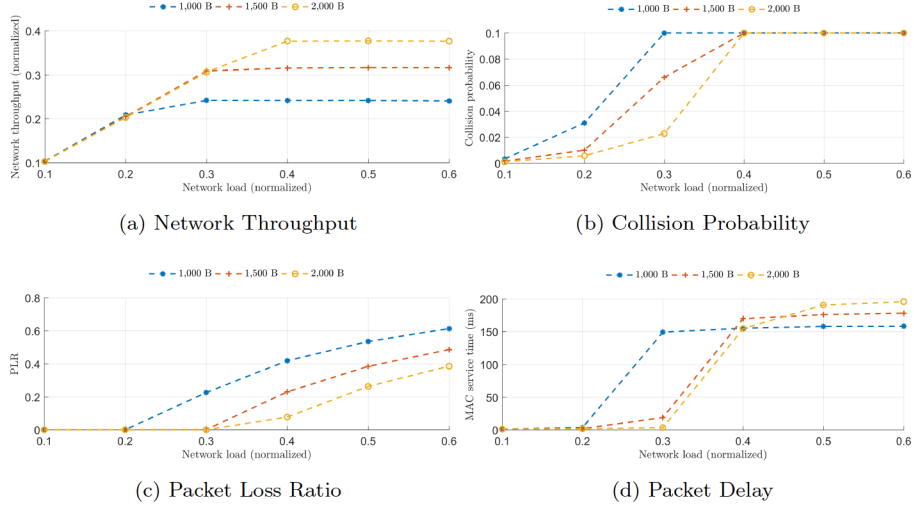 1,000 B 1,500 B 2,000 B
Network throughput (normalized)
0.4
0.3
0.2
0.1
0.1 0.2 0.3 0.4 0.5 0.6
Network load (normalized)
(a) Network Throughput
1,000 B 1,500 B 2,000 B
Collision probability
0.1
0.08
0.06
0.04
0.02
0
0.1 0.2 0.3 0.4 0.5 0.6
Network load (normalized)
(b) Collision Probability
1,000 B 1,500 B 2,000 B
PLR
0.8
0.6
0.4
0.2
0
0.1 0.2 0.3 0.4 0.5 0.6
Network load (normalized)
(c) Packet Loss Ratio
1,000 B 1,500 B 2,000 B
MAC service time (ms)
200
150
100
50
0
0.1 0.2 0.3 0.4 0.5 0.6
Network load (normalized)
(d) Packet Delay